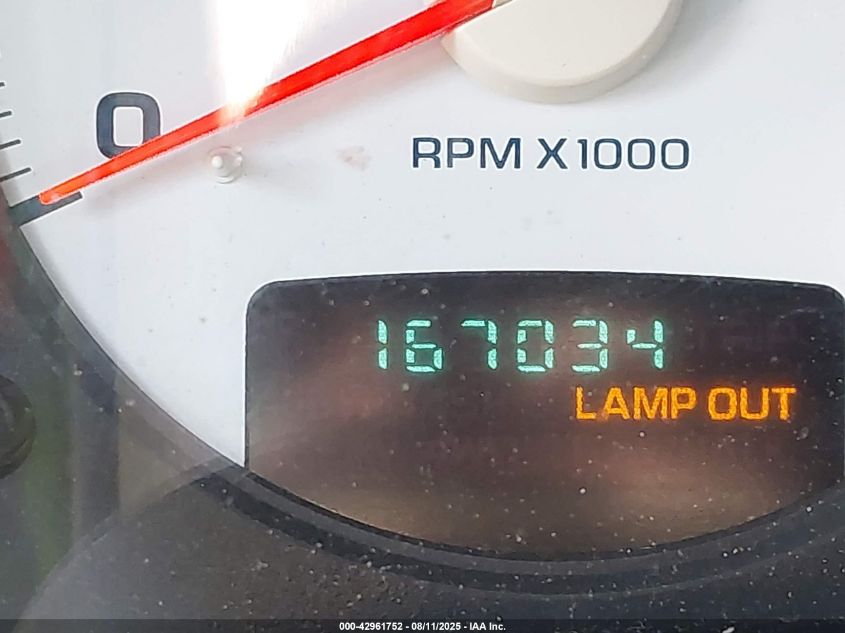 0
RPM X1000
167034
LAMP OUT
000-42961752 - 08/11/2025 - IAA Inc.